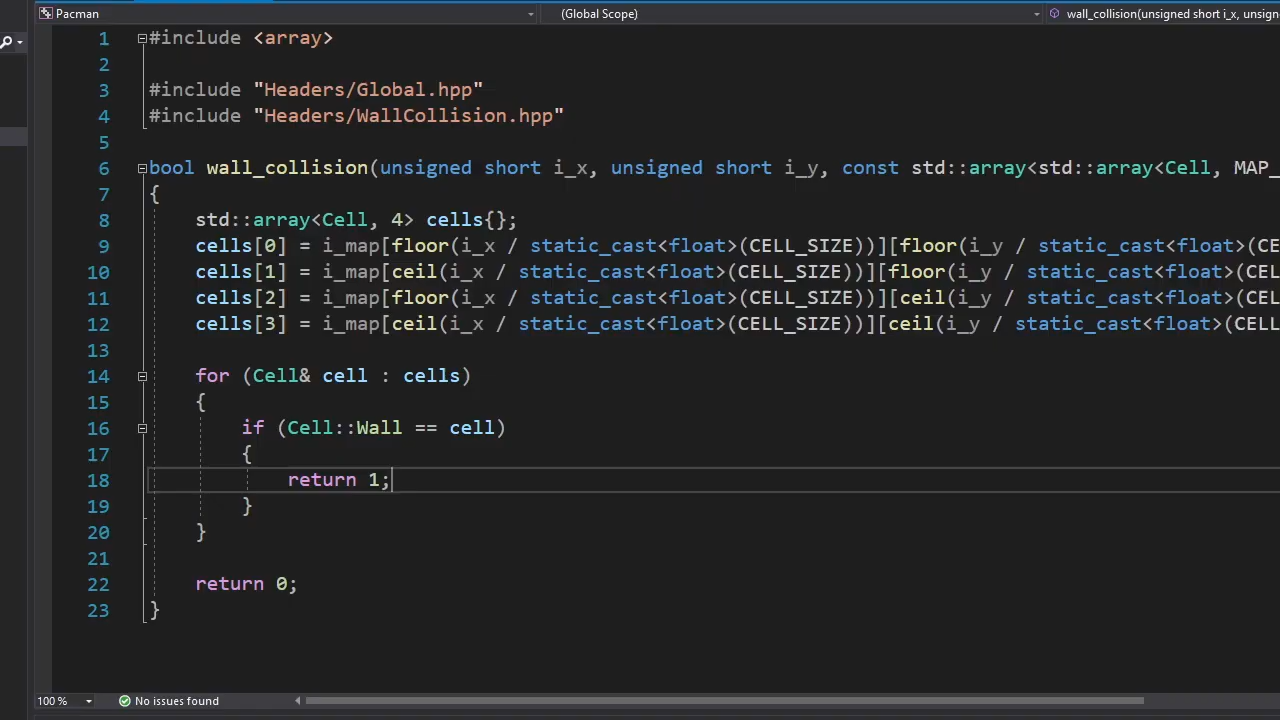 Pacman (Global Scope) wall_collision(unsigned short i_x, unsign
1 #include <array>
2
3 #include "Headers/Global.hpp"
4 #include "Headers/WallCollision.hpp"
5
6 bool wall_collision(unsigned short i_x, unsigned short i_y, const std::array<std::array<Cell, MAP_
7 {
8 std::array<Cell, 4> cells{};
9 cells[0] = i_map[floor(i_x / static_cast<float>(CELL_SIZE))][floor(i_y / static_cast<float>(CE
10 cells[1] = i_map[ceil(i_x / static_cast<float>(CELL_SIZE))][floor(i_y / static_cast<float>(CEL
11 cells[2] = i_map[floor(i_x / static_cast<float>(CELL_SIZE))][ceil(i_y / static_cast<float>(CEL
12 cells[3] = i_map[ceil(i_x / static_cast<float>(CELL_SIZE))][ceil(i_y / static_cast<float>(CELL
13
14 for (Cell& cell : cells)
15 {
16 if (Cell::Wall == cell)
17 {
18 return 1;
19 }
20 }
21
22 return 0;
23 }
100 % No issues found